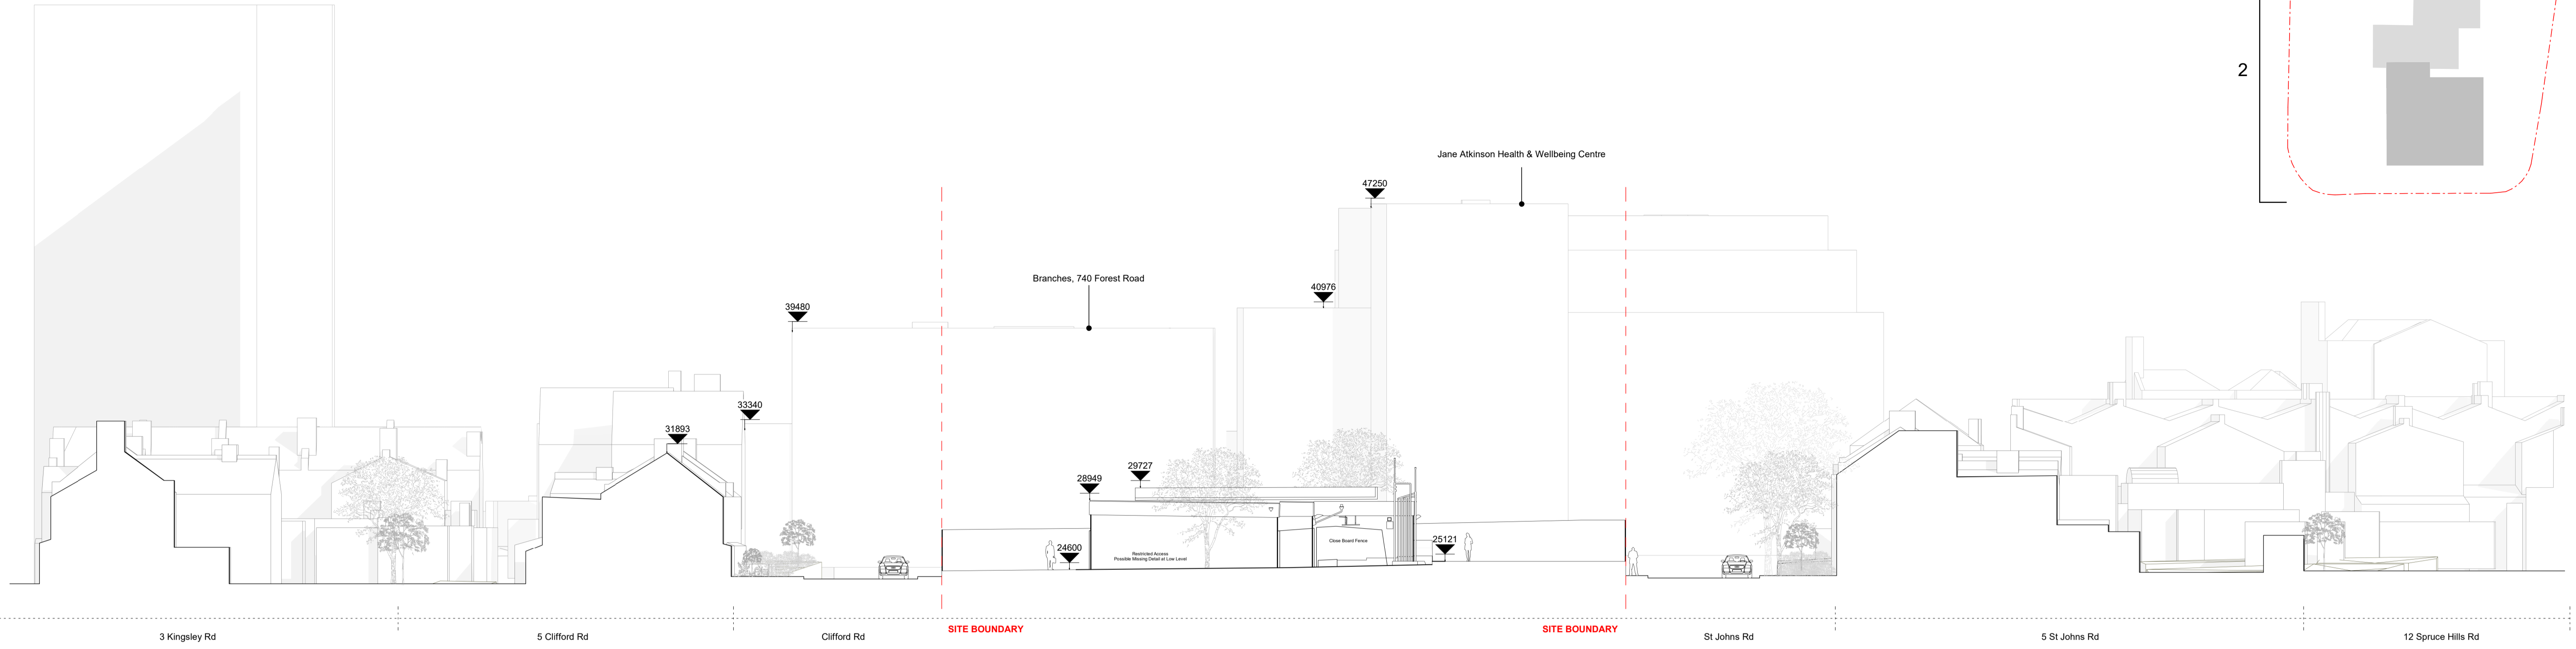 2
Jane Atkinson Health & Wellbeing Centre
47250
Branches, 740 Forest Road
40976
39480
33340
31893
29727
28949
24600
Restricted Access
Possible Missing Detail at Low Level
Close Board Fence
25121
SITE BOUNDARY
SITE BOUNDARY
3 Kingsley Rd
5 Clifford Rd
Clifford Rd
St Johns Rd
5 St Johns Rd
12 Spruce Hills Rd